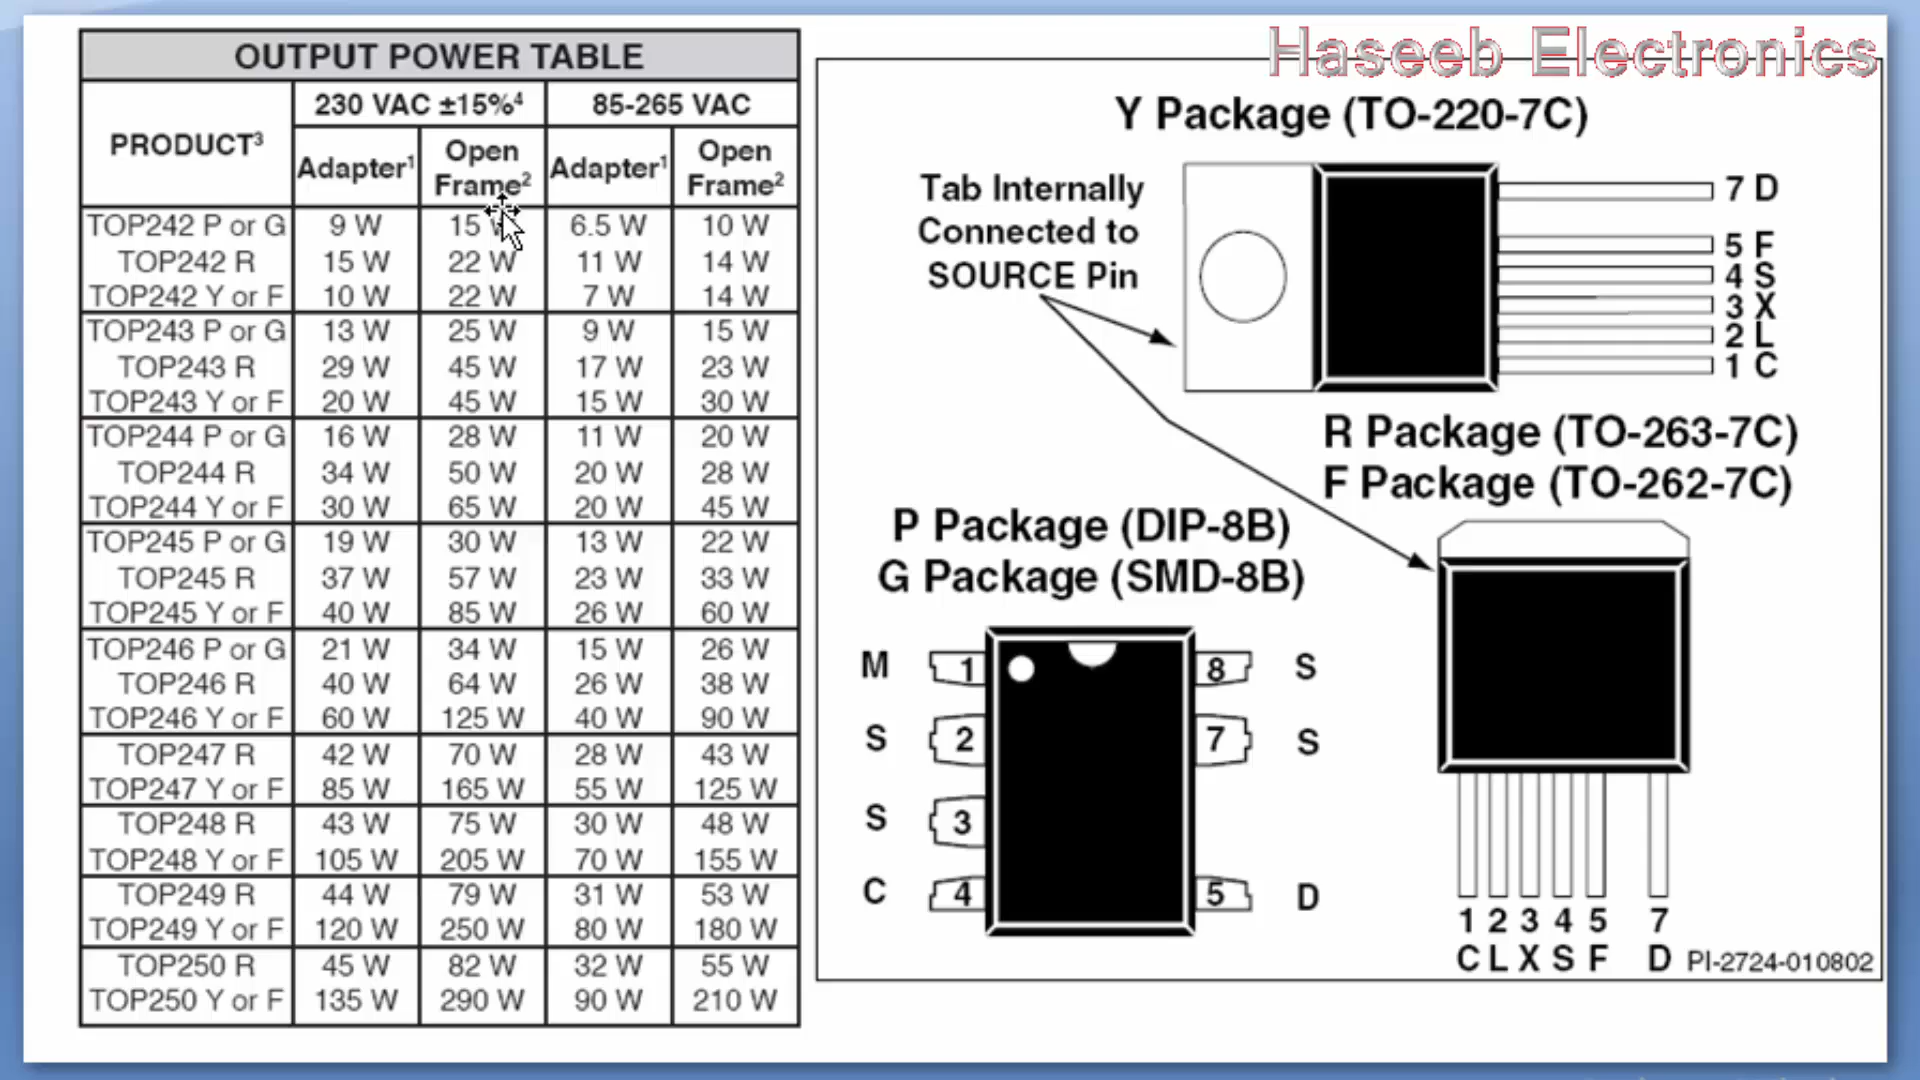 Haseeb Electronics
OUTPUT POWER TABLE
PRODUCT3 230 VAC ±15%4 85-265 VAC
Adapter1 Open Frame2 Adapter1 Open Frame2
TOP242 P or G 9 W 15 W 6.5 W 10 W
TOP242 R 15 W 22 W 11 W 14 W
TOP242 Y or F 10 W 22 W 7 W 14 W
TOP243 P or G 13 W 25 W 9 W 15 W
TOP243 R 29 W 45 W 17 W 23 W
TOP243 Y or F 20 W 45 W 15 W 30 W
TOP244 P or G 16 W 28 W 11 W 20 W
TOP244 R 34 W 50 W 20 W 28 W
TOP244 Y or F 30 W 65 W 20 W 45 W
TOP245 P or G 19 W 30 W 13 W 22 W
TOP245 R 37 W 57 W 23 W 33 W
TOP245 Y or F 40 W 85 W 26 W 60 W
TOP246 P or G 21 W 34 W 15 W 26 W
TOP246 R 40 W 64 W 26 W 38 W
TOP246 Y or F 60 W 125 W 40 W 90 W
TOP247 R 42 W 70 W 28 W 43 W
TOP247 Y or F 85 W 165 W 55 W 125 W
TOP248 R 43 W 75 W 30 W 48 W
TOP248 Y or F 105 W 205 W 70 W 155 W
TOP249 R 44 W 79 W 31 W 53 W
TOP249 Y or F 120 W 250 W 80 W 180 W
TOP250 R 45 W 82 W 32 W 55 W
TOP250 Y or F 135 W 290 W 90 W 210 W
Y Package (TO-220-7C)
Tab Internally
Connected to
SOURCE Pin
7 D
5 F
4 S
3 X
2 L
1 C
R Package (TO-263-7C)
F Package (TO-262-7C)
P Package (DIP-8B)
G Package (SMD-8B)
M 1 8 S
S 2 7 S
S 3
C 4 5 D
1 2 3 4 5 7
C L X S F D
PI-2724-010802